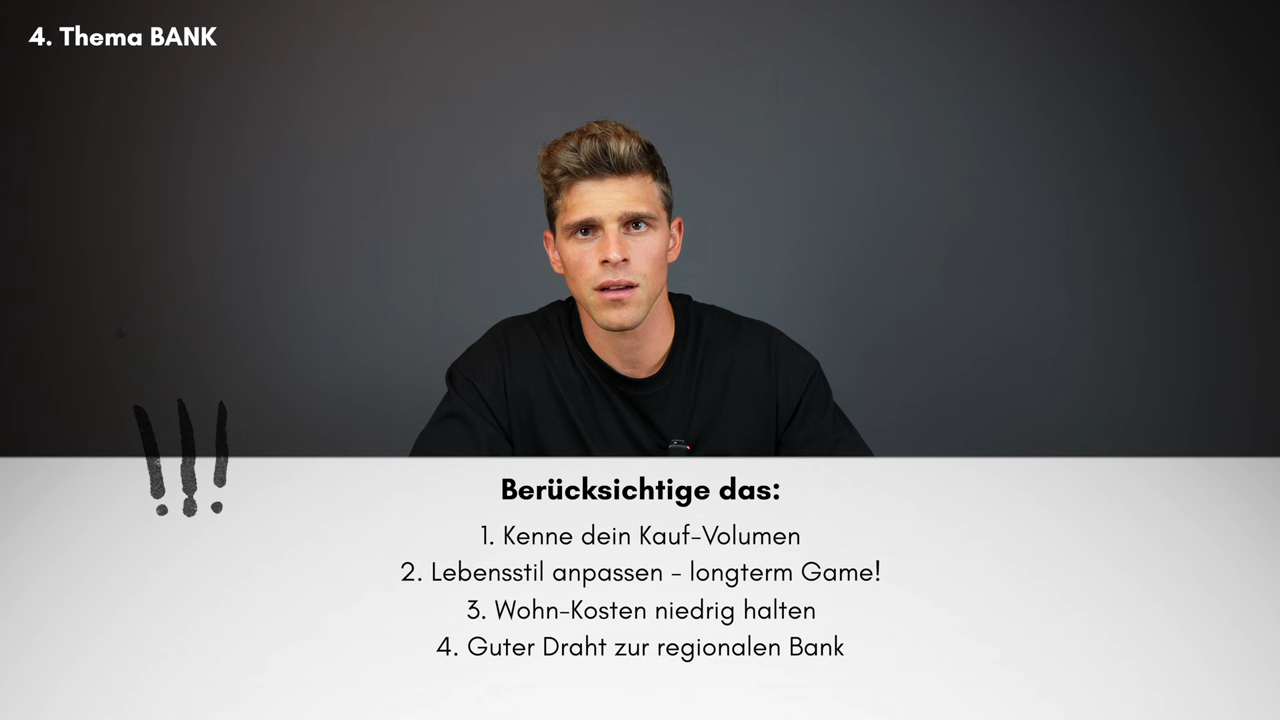 4. Thema BANK
Berücksichtige das:
1. Kenne dein Kauf-Volumen
2. Lebensstil anpassen - longterm Game!
3. Wohn-Kosten niedrig halten
4. Guter Draht zur regionalen Bank
!!!